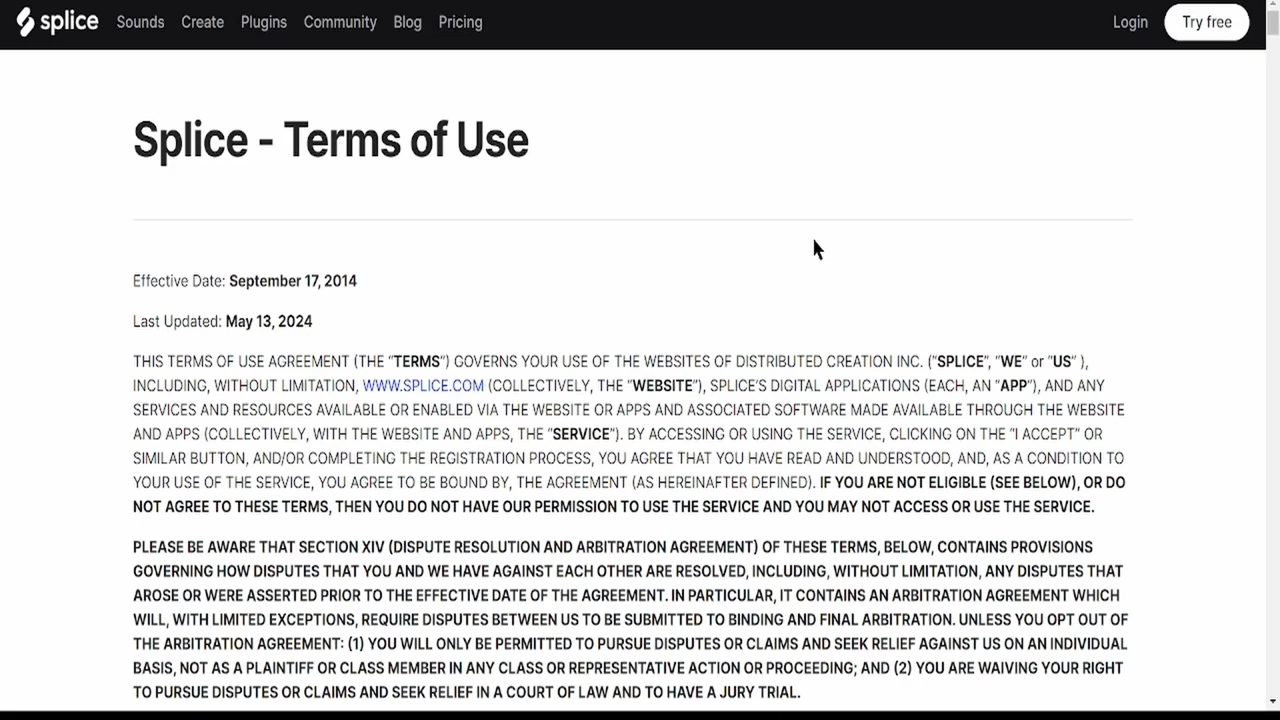 splice Sounds Create Plugins Community Blog Pricing Login Try free
Splice - Terms of Use
Effective Date: September 17, 2014
Last Updated: May 13, 2024
THIS TERMS OF USE AGREEMENT (THE “TERMS”) GOVERNS YOUR USE OF THE WEBSITES OF DISTRIBUTED CREATION INC. (“SPLICE”, “WE” or “US” ),
INCLUDING, WITHOUT LIMITATION, WWW.SPLICE.COM (COLLECTIVELY, THE “WEBSITE”), SPLICE’S DIGITAL APPLICATIONS (EACH, AN “APP”), AND ANY
SERVICES AND RESOURCES AVAILABLE OR ENABLED VIA THE WEBSITE OR APPS AND ASSOCIATED SOFTWARE MADE AVAILABLE THROUGH THE WEBSITE
AND APPS (COLLECTIVELY, WITH THE WEBSITE AND APPS, THE “SERVICE”). BY ACCESSING OR USING THE SERVICE, CLICKING ON THE “I ACCEPT” OR
SIMILAR BUTTON, AND/OR COMPLETING THE REGISTRATION PROCESS, YOU AGREE THAT YOU HAVE READ AND UNDERSTOOD, AND, AS A CONDITION TO
YOUR USE OF THE SERVICE, YOU AGREE TO BE BOUND BY, THE AGREEMENT (AS HEREINAFTER DEFINED). IF YOU ARE NOT ELIGIBLE (SEE BELOW), OR DO
NOT AGREE TO THESE TERMS, THEN YOU DO NOT HAVE OUR PERMISSION TO USE THE SERVICE AND YOU MAY NOT ACCESS OR USE THE SERVICE.
PLEASE BE AWARE THAT SECTION XIV (DISPUTE RESOLUTION AND ARBITRATION AGREEMENT) OF THESE TERMS, BELOW, CONTAINS PROVISIONS
GOVERNING HOW DISPUTES THAT YOU AND WE HAVE AGAINST EACH OTHER ARE RESOLVED, INCLUDING, WITHOUT LIMITATION, ANY DISPUTES THAT
AROSE OR WERE ASSERTED PRIOR TO THE EFFECTIVE DATE OF THE AGREEMENT. IN PARTICULAR, IT CONTAINS AN ARBITRATION AGREEMENT WHICH
WILL, WITH LIMITED EXCEPTIONS, REQUIRE DISPUTES BETWEEN US TO BE SUBMITTED TO BINDING AND FINAL ARBITRATION. UNLESS YOU OPT OUT OF
THE ARBITRATION AGREEMENT: (1) YOU WILL ONLY BE PERMITTED TO PURSUE DISPUTES OR CLAIMS AND SEEK RELIEF AGAINST US ON AN INDIVIDUAL
BASIS, NOT AS A PLAINTIFF OR CLASS MEMBER IN ANY CLASS OR REPRESENTATIVE ACTION OR PROCEEDING; AND (2) YOU ARE WAIVING YOUR RIGHT
TO PURSUE DISPUTES OR CLAIMS AND SEEK RELIEF IN A COURT OF LAW AND TO HAVE A JURY TRIAL.